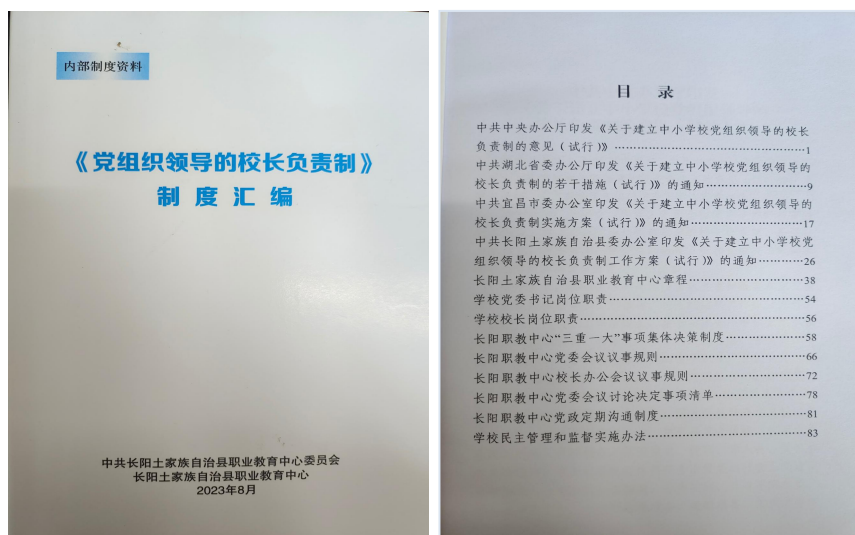 内部制度资料
《党组织领导的校长负责制》
制度汇编
中共长阳土家族自治县职业教育中心委员会
长阳土家族自治县职业教育中心
2023年8月
目 录
中共中央办公厅印发《关于建立中小学校党组织领导的校长
负责制的意见（试行）》…………………………………………1
中共湖北省委办公厅印发《关于建立中小学校党组织领导的
校长负责制的若干措施（试行）》的通知………………………9
中共宜昌市委办公室印发《关于建立中小学校党组织领导的
校长负责制实施方案（试行）》的通知…………………………17
中共长阳土家族自治县委办公室印发《关于建立中小学校党
组织领导的校长负责制工作方案（试行）》的通知…………26
长阳土家族自治县职业教育中心章程…………………………38
学校党委书记岗位职责…………………………………………54
学校校长岗位职责………………………………………………56
长阳职教中心“三重一大”事项集体决策制度…………………58
长阳职教中心党委会议议事规则………………………………66
长阳职教中心校长办公会议议事规则…………………………72
长阳职教中心党委会议讨论决定事项清单……………………78
长阳职教中心党政定期沟通制度………………………………81
学校民主管理和监督实施办法…………………………………83